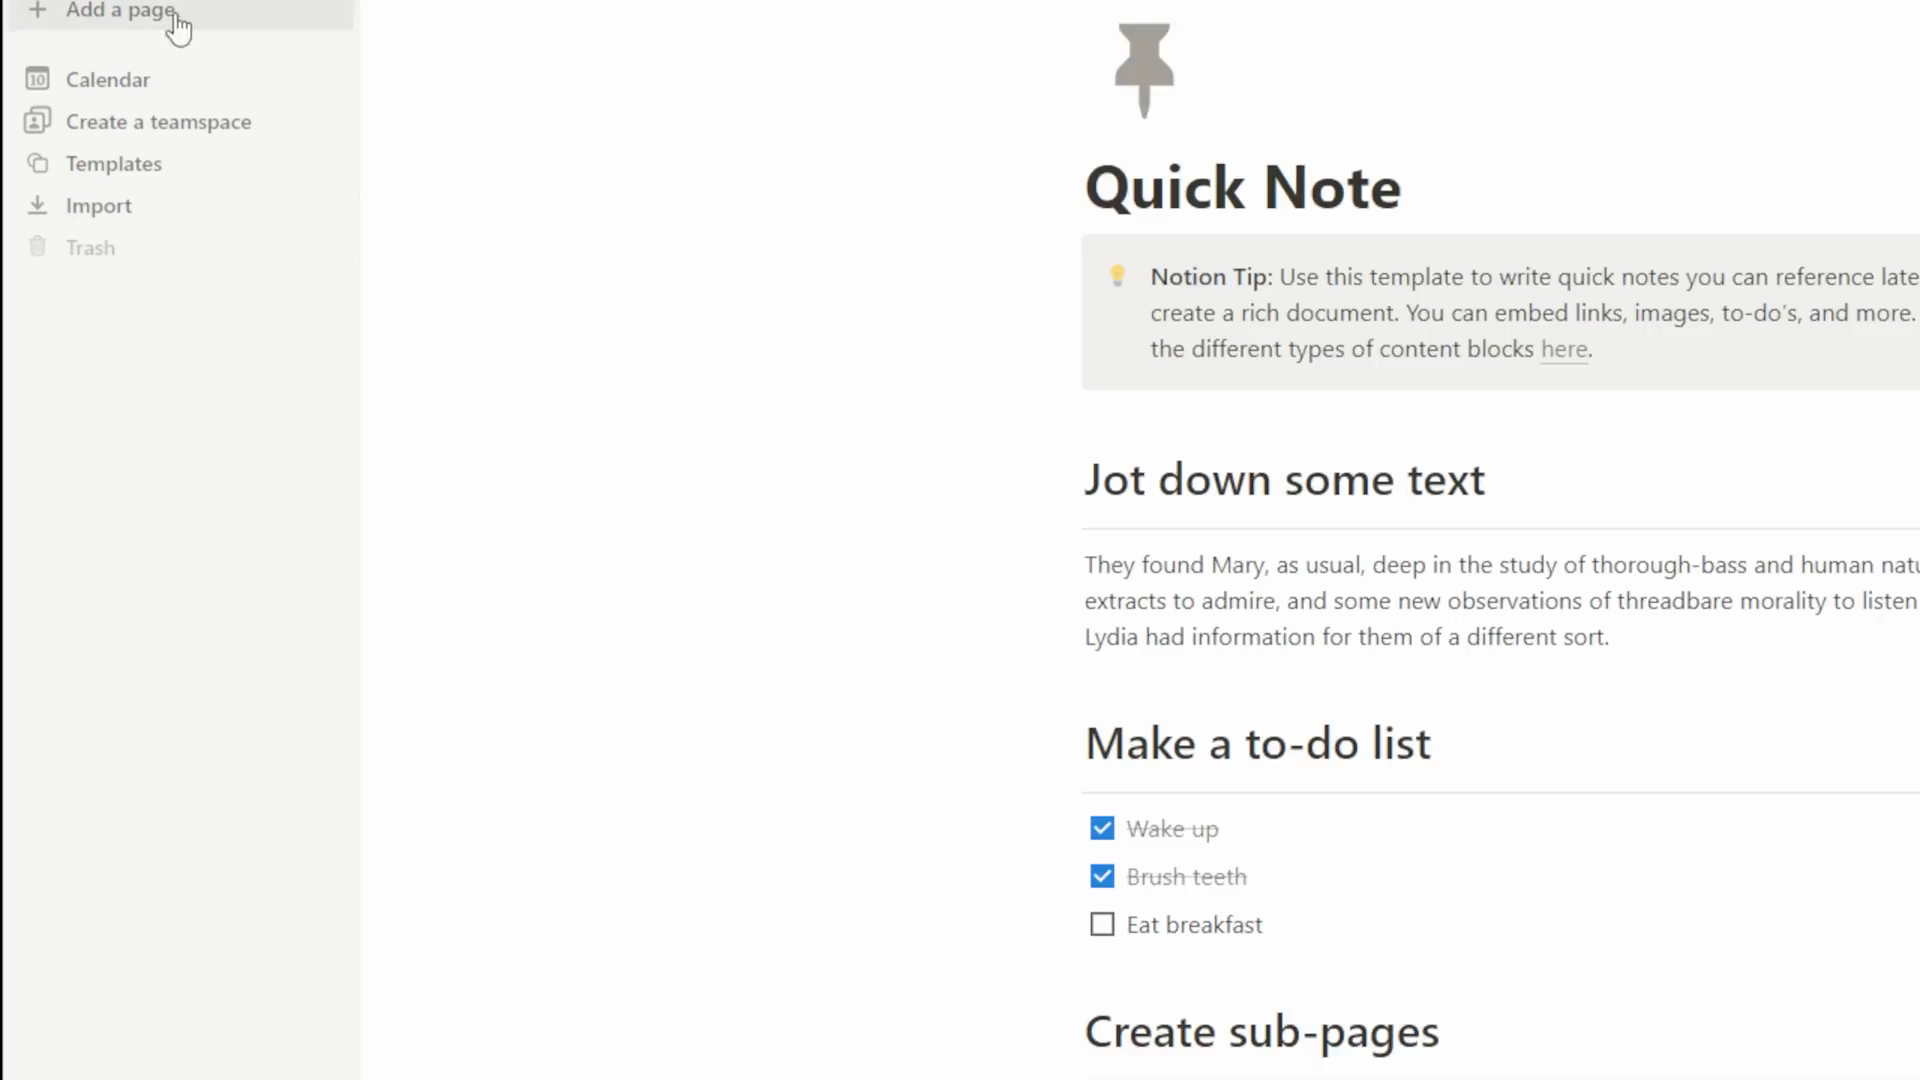 Add a page
10
Calendar
Create a teamspace
Templates
Import
Trash
Quick Note
Notion Tip: Use this template to write quick notes you can reference late
create a rich document. You can embed links, images, to-do's, and more.
the different types of content blocks here.
Jot down some text
They found Mary, as usual, deep in the study of thorough-bass and human natu
extracts to admire, and some new observations of threadbare morality to listen
Lydia had information for them of a different sort.
Make a to-do list
Wake up
Brush teeth
Eat breakfast
Create sub-pages